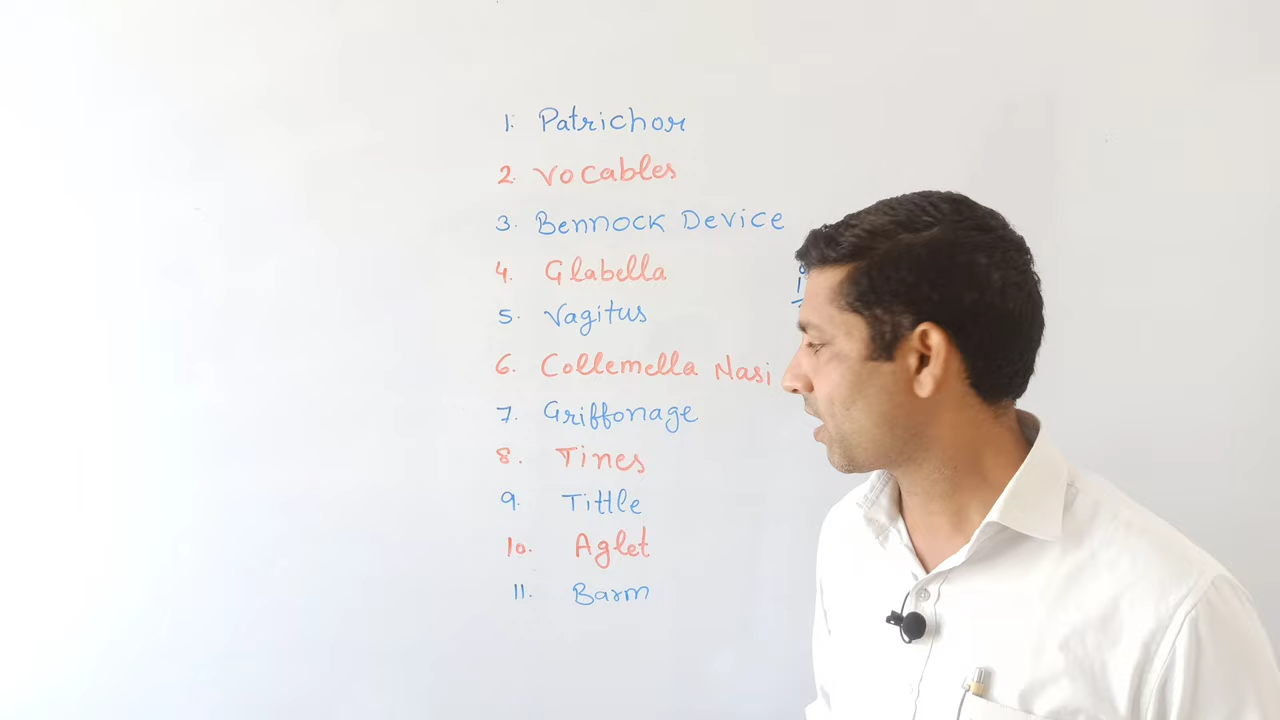 1. Patrichor
2. Vocables
3. Bennock Device
4. Glabella
5. Vagitus
6. Collemella Nasi
7. Griffonage
8. Tines
9. Tittle
10. Aglet
11. Barm